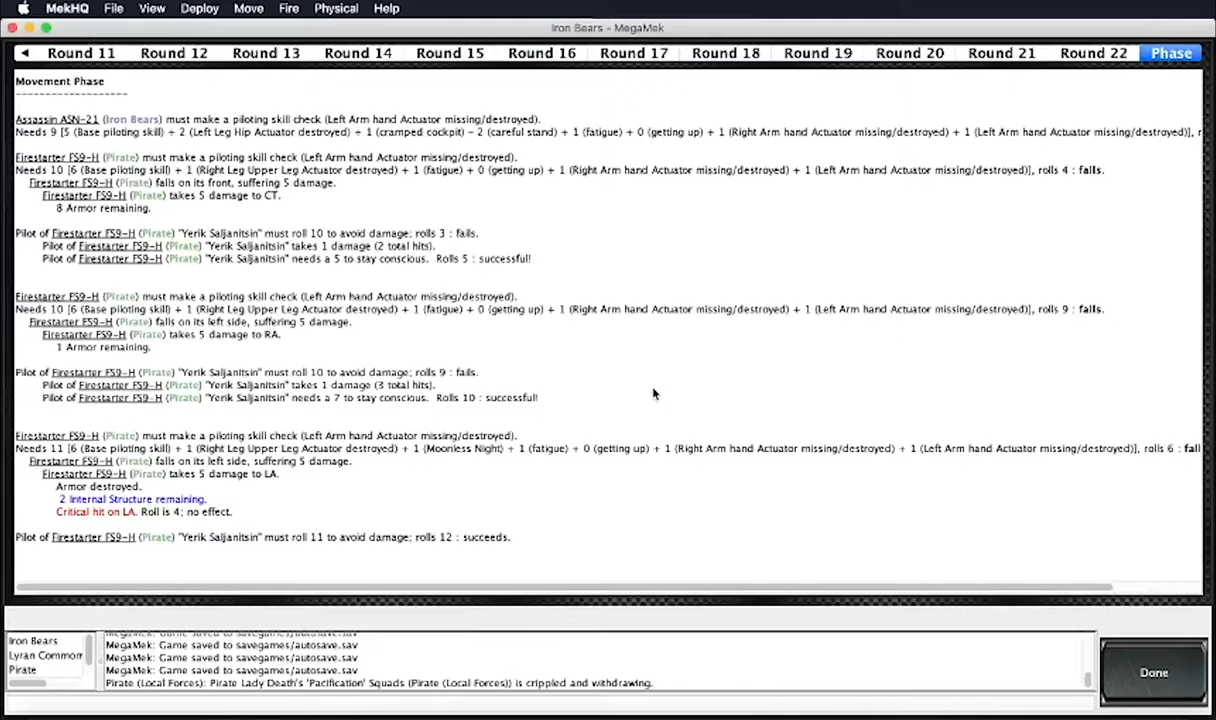 MekHQ File View Deploy Move Fire Physical Help
Iron Bears - MegaMek
Round 11 Round 12 Round 13 Round 14 Round 15 Round 16 Round 17 Round 18 Round 19 Round 20 Round 21 Round 22 Phase
Movement Phase
--------------------
Assassin ASN-21 (Iron Bears) must make a piloting skill check (Left Arm hand Actuator missing/destroyed).
Needs 9 [5 (Base piloting skill) + 2 (Left Leg Hip Actuator destroyed) + 1 (cramped cockpit) - 2 (careful stand) + 1 (fatigue) + 0 (getting up) + 1 (Right Arm hand Actuator missing/destroyed) + 1 (Left Arm hand Actuator missing/destroyed)], r
Firestarter FS9-H (Pirate) must make a piloting skill check (Left Arm hand Actuator missing/destroyed).
Needs 10 [6 (Base piloting skill) + 1 (Right Leg Upper Leg Actuator destroyed) + 1 (fatigue) + 0 (getting up) + 1 (Right Arm hand Actuator missing/destroyed) + 1 (Left Arm hand Actuator missing/destroyed)], rolls 4 : falls.
Firestarter FS9-H (Pirate) falls on its front, suffering 5 damage.
Firestarter FS9-H (Pirate) takes 5 damage to CT.
8 Armor remaining.
Pilot of Firestarter FS9-H (Pirate) "Yerik Saljanitsin" must roll 10 to avoid damage; rolls 3 : fails.
Pilot of Firestarter FS9-H (Pirate) "Yerik Saljanitsin" takes 1 damage (2 total hits).
Pilot of Firestarter FS9-H (Pirate) "Yerik Saljanitsin" needs a 5 to stay conscious. Rolls 5 : successful!
Firestarter FS9-H (Pirate) must make a piloting skill check (Left Arm hand Actuator missing/destroyed).
Needs 10 [6 (Base piloting skill) + 1 (Right Leg Upper Leg Actuator destroyed) + 1 (fatigue) + 0 (getting up) + 1 (Right Arm hand Actuator missing/destroyed) + 1 (Left Arm hand Actuator missing/destroyed)], rolls 9 : falls.
Firestarter FS9-H (Pirate) falls on its left side, suffering 5 damage.
Firestarter FS9-H (Pirate) takes 5 damage to RA.
1 Armor remaining.
Pilot of Firestarter FS9-H (Pirate) "Yerik Saljanitsin" must roll 10 to avoid damage; rolls 9 : fails.
Pilot of Firestarter FS9-H (Pirate) "Yerik Saljanitsin" takes 1 damage (3 total hits).
Pilot of Firestarter FS9-H (Pirate) "Yerik Saljanitsin" needs a 7 to stay conscious. Rolls 10 : successful!
Firestarter FS9-H (Pirate) must make a piloting skill check (Left Arm hand Actuator missing/destroyed).
Needs 11 [6 (Base piloting skill) + 1 (Right Leg Upper Leg Actuator destroyed) + 1 (Moonless Night) + 1 (fatigue) + 0 (getting up) + 1 (Right Arm hand Actuator missing/destroyed) + 1 (Left Arm hand Actuator missing/destroyed)], rolls 6 : fall
Firestarter FS9-H (Pirate) falls on its left side, suffering 5 damage.
Firestarter FS9-H (Pirate) takes 5 damage to LA.
Armor destroyed.
2 Internal Structure remaining.
Critical hit on LA. Roll is 4; no effect.
Pilot of Firestarter FS9-H (Pirate) "Yerik Saljanitsin" must roll 11 to avoid damage; rolls 12 : succeeds.
Iron Bears
Lyran Common
Pirate
MegaMek: Game saved to savegames/autosave.sav
MegaMek: Game saved to savegames/autosave.sav
MegaMek: Game saved to savegames/autosave.sav
MegaMek: Game saved to savegames/autosave.sav
Pirate (Local Forces): Pirate Lady Death's 'Pacification' Squads (Pirate (Local Forces)) is crippled and withdrawing.
Done